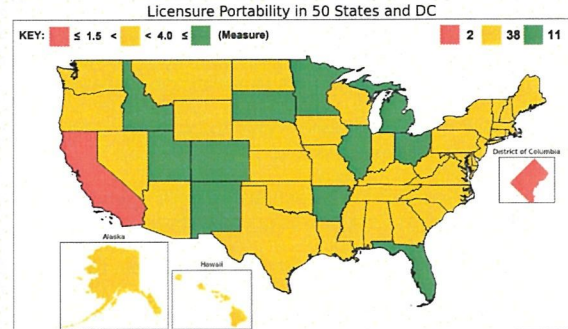 Licensure Portability in 50 States and DC
KEY: ≤ 1.5 < < 4.0 ≤ (Measure) 2 38 11
District of Columbia
Alaska
Hawaii